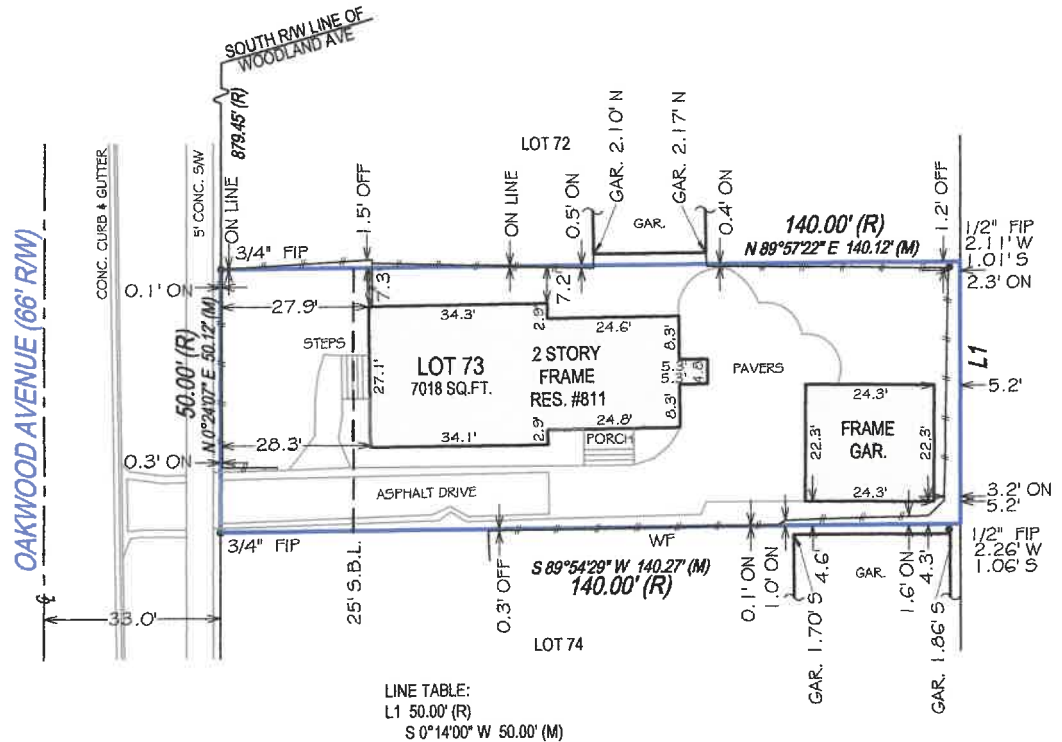 SOUTH R/W LINE OF
WOODLAND AVE
OAKWOOD AVENUE (66' R/W)
CONC. CURB & GUTTER
5' CONC. S/W
879.45' (R)
ON LINE
3/4" FIP
1.5' OFF
ON LINE
0.5' ON
LOT 72
GAR. 2.10' N
GAR. 2.17' N
GAR.
0.4' ON
140.00' (R)
N 89°57'22" E 140.12' (M)
1.2' OFF
1/2" FIP
2.11' W
1.01' S
2.3' ON
0.1' ON
27.9'
7.3'
7.2'
50.00' (R)
N 0°24'07" E 50.12' (M)
STEPS
34.3'
2.9'
24.6'
8.3'
27.1'
LOT 73
7018 SQ.FT.
2 STORY
FRAME
RES. #811
5.3'
5.3'
4.8'
8.3'
PAVERS
L1
5.2'
24.3'
22.3'
FRAME
GAR.
22.3'
24.3'
28.3'
34.1'
2.9'
24.8'
PORCH
0.3' ON
ASPHALT DRIVE
3.2' ON
5.2'
3/4" FIP
25' S.B.L.
0.3' OFF
WF
S 89°54'29" W 140.27' (M)
140.00' (R)
0.1' ON
1.0' ON
4.6'
GAR.
1.6' ON
4.3'
1/2" FIP
2.26' W
1.06' S
GAR. 1.70' S
GAR. 1.86' S
33.0'
LOT 74
LINE TABLE:
L1 50.00' (R)
S 0°14'00" W 50.00' (M)